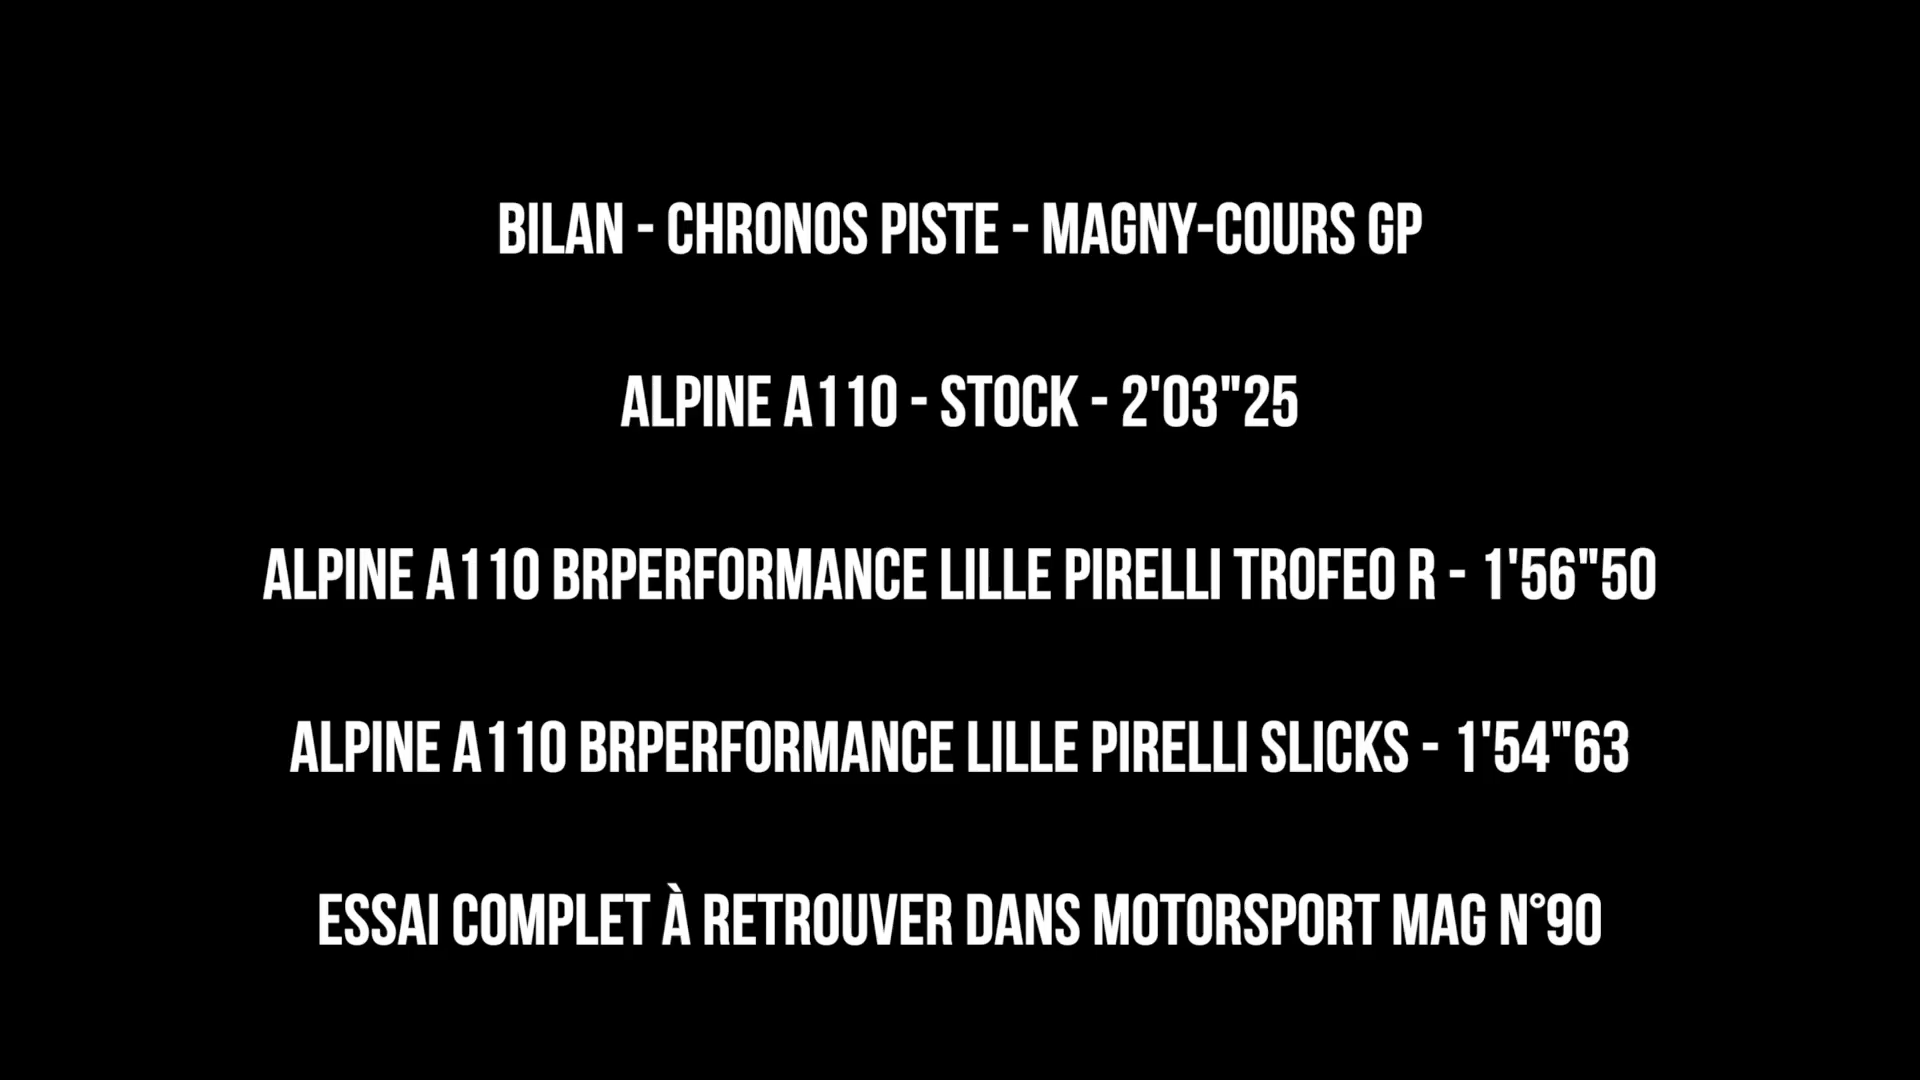 BILAN - CHRONOS PISTE - MAGNY-COURS GP
ALPINE A110 - STOCK - 2'03"25
ALPINE A110 BRPERFORMANCE LILLE PIRELLI TROFEO R - 1'56"50
ALPINE A110 BRPERFORMANCE LILLE PIRELLI SLICKS - 1'54"63
ESSAI COMPLET À RETROUVER DANS MOTORSPORT MAG N°90